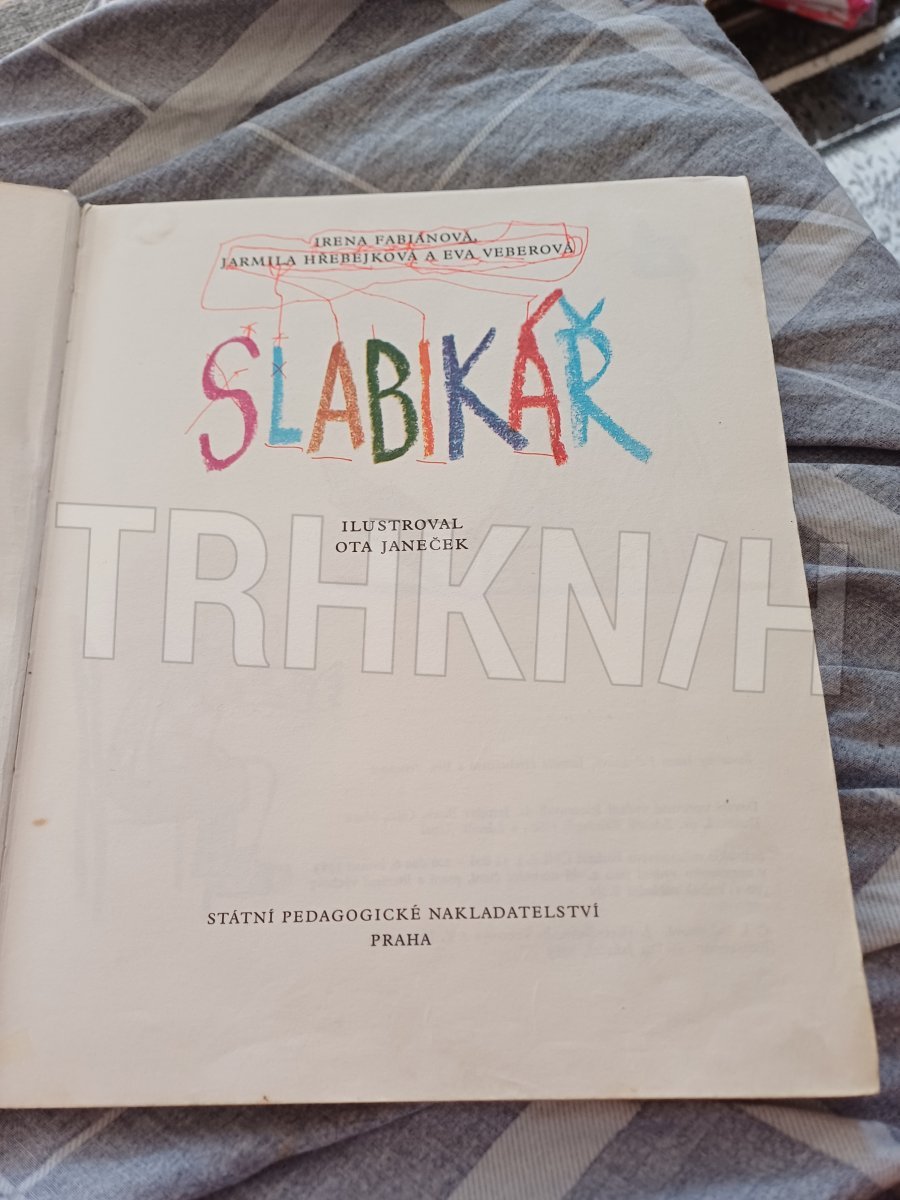 IRENA FABIÁNOVÁ,
JARMILA HŘEBEJKOVÁ A EVA VEBEROVÁ
SLABIKÁŘ
ILUSTROVAL
OTA JANEČEK
TRHKNIH
STÁTNÍ PEDAGOGICKÉ NAKLADATELSTVÍ
PRAHA